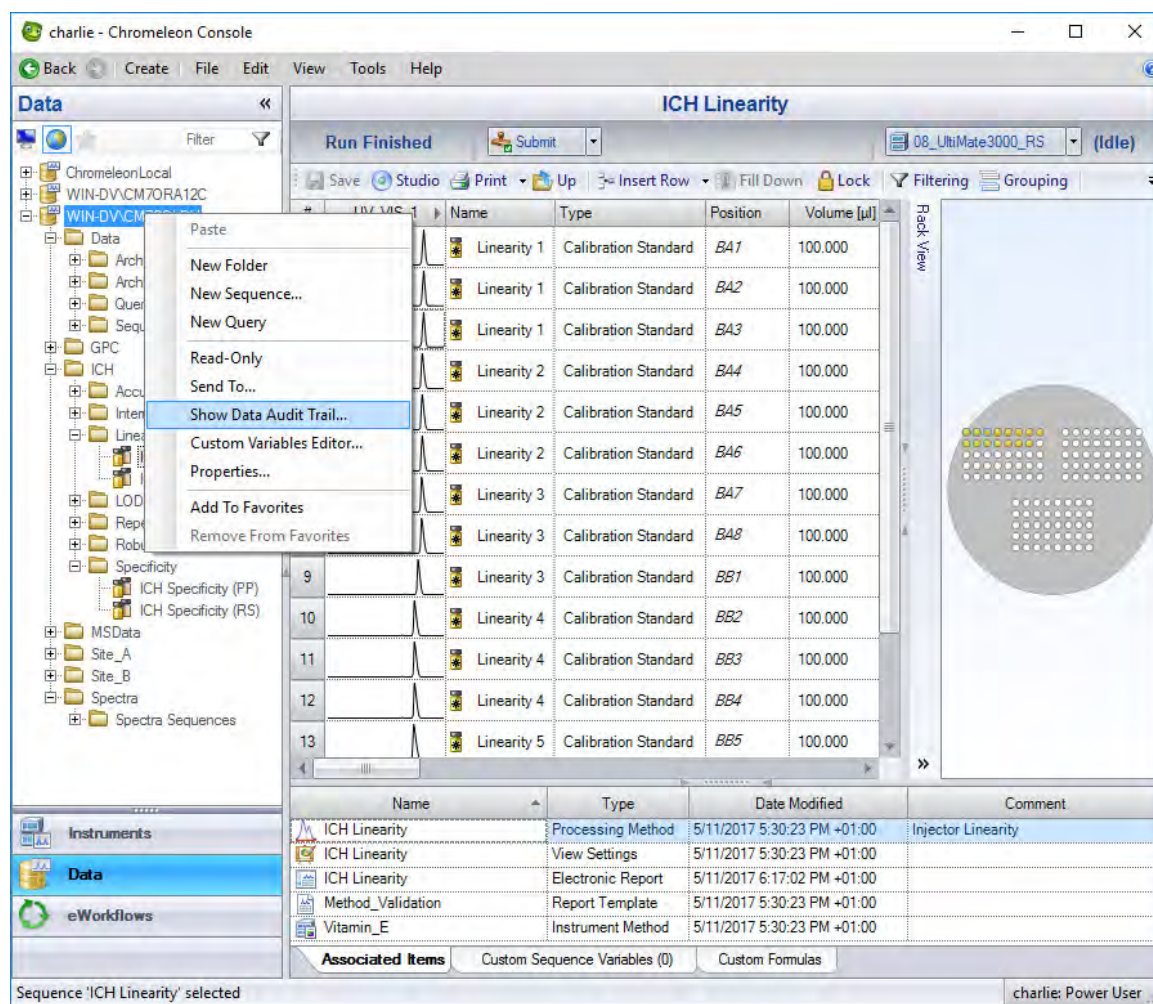 charlie - Chromeleon Console
Back Create File Edit View Tools Help
Data «
ICH Linearity
Filter
Run Finished Submit 08_UltiMate3000_RS (Idle)
Save Studio Print Up Insert Row Fill Down Lock Filtering Grouping
ChromeleonLocal
WIN-DV\CM7ORA12C
Data
GPC
ICH
Specificity
ICH Specificity (PP)
ICH Specificity (RS)
MSData
Site_A
Site_B
Spectra
Spectra Sequences
Paste
New Folder
New Sequence...
New Query
Read-Only
Send To...
Show Data Audit Trail...
Custom Variables Editor...
Properties...
Add To Favorites
Remove From Favorites
# UV_VIS_1 Name Type Position Volume [µl]
Linearity 1 Calibration Standard BA1 100.000
Linearity 1 Calibration Standard BA2 100.000
Linearity 1 Calibration Standard BA3 100.000
Linearity 2 Calibration Standard BA4 100.000
Linearity 2 Calibration Standard BA5 100.000
Linearity 2 Calibration Standard BA6 100.000
Linearity 3 Calibration Standard BA7 100.000
Linearity 3 Calibration Standard BA8 100.000
9 Linearity 3 Calibration Standard BB1 100.000
10 Linearity 4 Calibration Standard BB2 100.000
11 Linearity 4 Calibration Standard BB3 100.000
12 Linearity 4 Calibration Standard BB4 100.000
13 Linearity 5 Calibration Standard BB5 100.000
Rack View
»
Instruments
Data
eWorkflows
Name Type Date Modified Comment
ICH Linearity Processing Method 5/11/2017 5:30:23 PM +01:00 Injector Linearity
ICH Linearity View Settings 5/11/2017 5:30:23 PM +01:00
ICH Linearity Electronic Report 5/11/2017 6:17:02 PM +01:00
Method_Validation Report Template 5/11/2017 5:30:23 PM +01:00
Vitamin_E Instrument Method 5/11/2017 5:30:23 PM +01:00
Associated Items Custom Sequence Variables (0) Custom Formulas
Sequence 'ICH Linearity' selected charlie: Power User